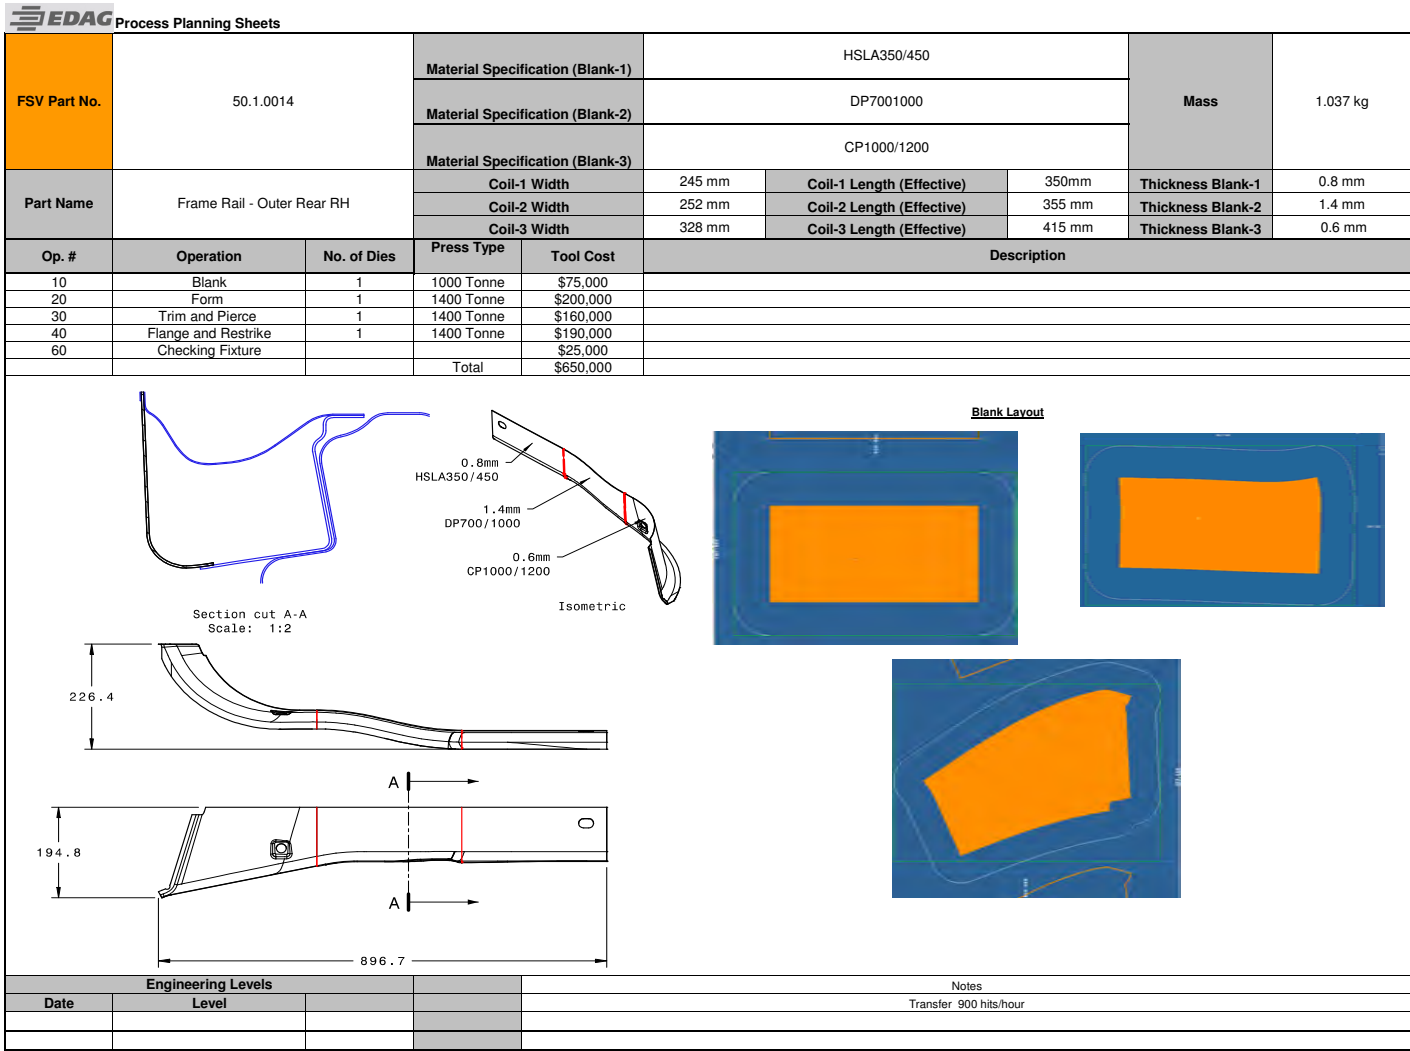 EDAG Process Planning Sheets
FSV Part No. 50.1.0014 Material Specification (Blank-1) HSLA350/450 Mass 1.037 kg
Material Specification (Blank-2) DP7001000
Material Specification (Blank-3) CP1000/1200
Part Name Frame Rail - Outer Rear RH Coil-1 Width 245 mm Coil-1 Length (Effective) 350mm Thickness Blank-1 0.8 mm
Coil-2 Width 252 mm Coil-2 Length (Effective) 355 mm Thickness Blank-2 1.4 mm
Coil-3 Width 328 mm Coil-3 Length (Effective) 415 mm Thickness Blank-3 0.6 mm
Op. # Operation No. of Dies Press Type Tool Cost Description
10 Blank 1 1000 Tonne $75,000
20 Form 1 1400 Tonne $200,000
30 Trim and Pierce 1 1400 Tonne $160,000
40 Flange and Restrike 1 1400 Tonne $190,000
60 Checking Fixture $25,000
Total $650,000
Blank Layout
0.8mm
HSLA350/450
1.4mm
DP700/1000
0.6mm
CP1000/1200
Isometric
Section cut A-A
Scale: 1:2
226.4
A
194.8
A
896.7
Engineering Levels Notes
Date Level Transfer 900 hits/hour